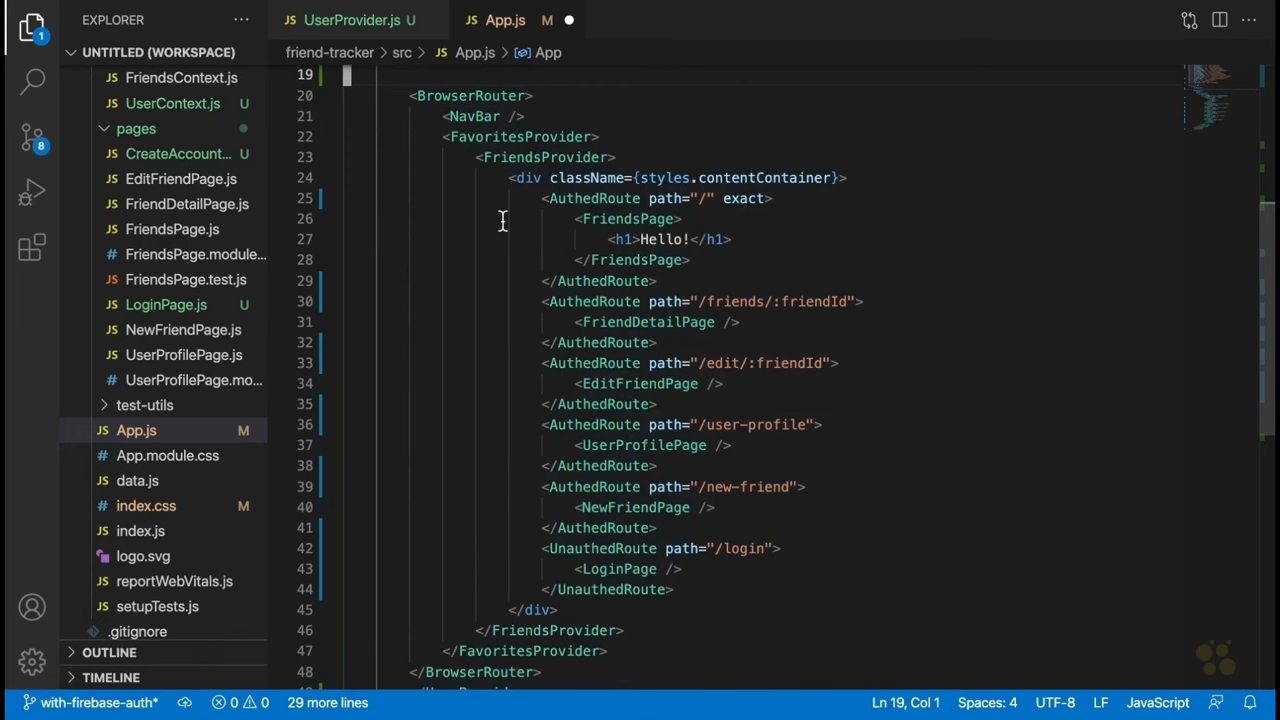 EXPLORER
UserProvider.js U
App.js M
UNTITLED (WORKSPACE)
friend-tracker > src > App.js > App
FriendsContext.js
UserContext.js U
pages
CreateAccount... U
EditFriendPage.js
FriendDetailPage.js
FriendsPage.js
FriendsPage.module...
FriendsPage.test.js
LoginPage.js U
NewFriendPage.js
UserProfilePage.js
UserProfilePage.mo...
test-utils
App.js M
App.module.css
data.js
index.css M
index.js
logo.svg
reportWebVitals.js
setupTests.js
.gitignore
OUTLINE
TIMELINE
1
8
19
20 <BrowserRouter>
21 <NavBar />
22 <FavoritesProvider>
23 <FriendsProvider>
24 <div className={styles.contentContainer}>
25 <AuthedRoute path="/" exact>
26 <FriendsPage>
27 <h1>Hello!</h1>
28 </FriendsPage>
29 </AuthedRoute>
30 <AuthedRoute path="/friends/:friendId">
31 <FriendDetailPage />
32 </AuthedRoute>
33 <AuthedRoute path="/edit/:friendId">
34 <EditFriendPage />
35 </AuthedRoute>
36 <AuthedRoute path="/user-profile">
37 <UserProfilePage />
38 </AuthedRoute>
39 <AuthedRoute path="/new-friend">
40 <NewFriendPage />
41 </AuthedRoute>
42 <UnauthedRoute path="/login">
43 <LoginPage />
44 </UnauthedRoute>
45 </div>
46 </FriendsProvider>
47 </FavoritesProvider>
48 </BrowserRouter>
with-firebase-auth* 0 0 29 more lines Ln 19, Col 1 Spaces: 4 UTF-8 LF JavaScript